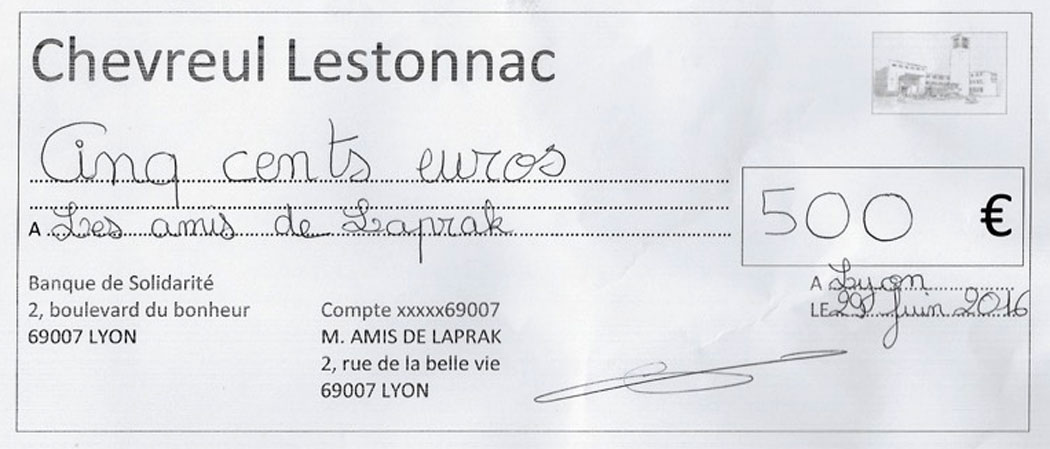 Chevreul Lestonnac
Cinq cents euros
500 €
A Les amis de Laprak
Banque de Solidarité
2, boulevard du bonheur
69007 LYON
Compte xxxxx69007
M. AMIS DE LAPRAK
2, rue de la belle vie
69007 LYON
A Lyon
LE 29 Juin 2016